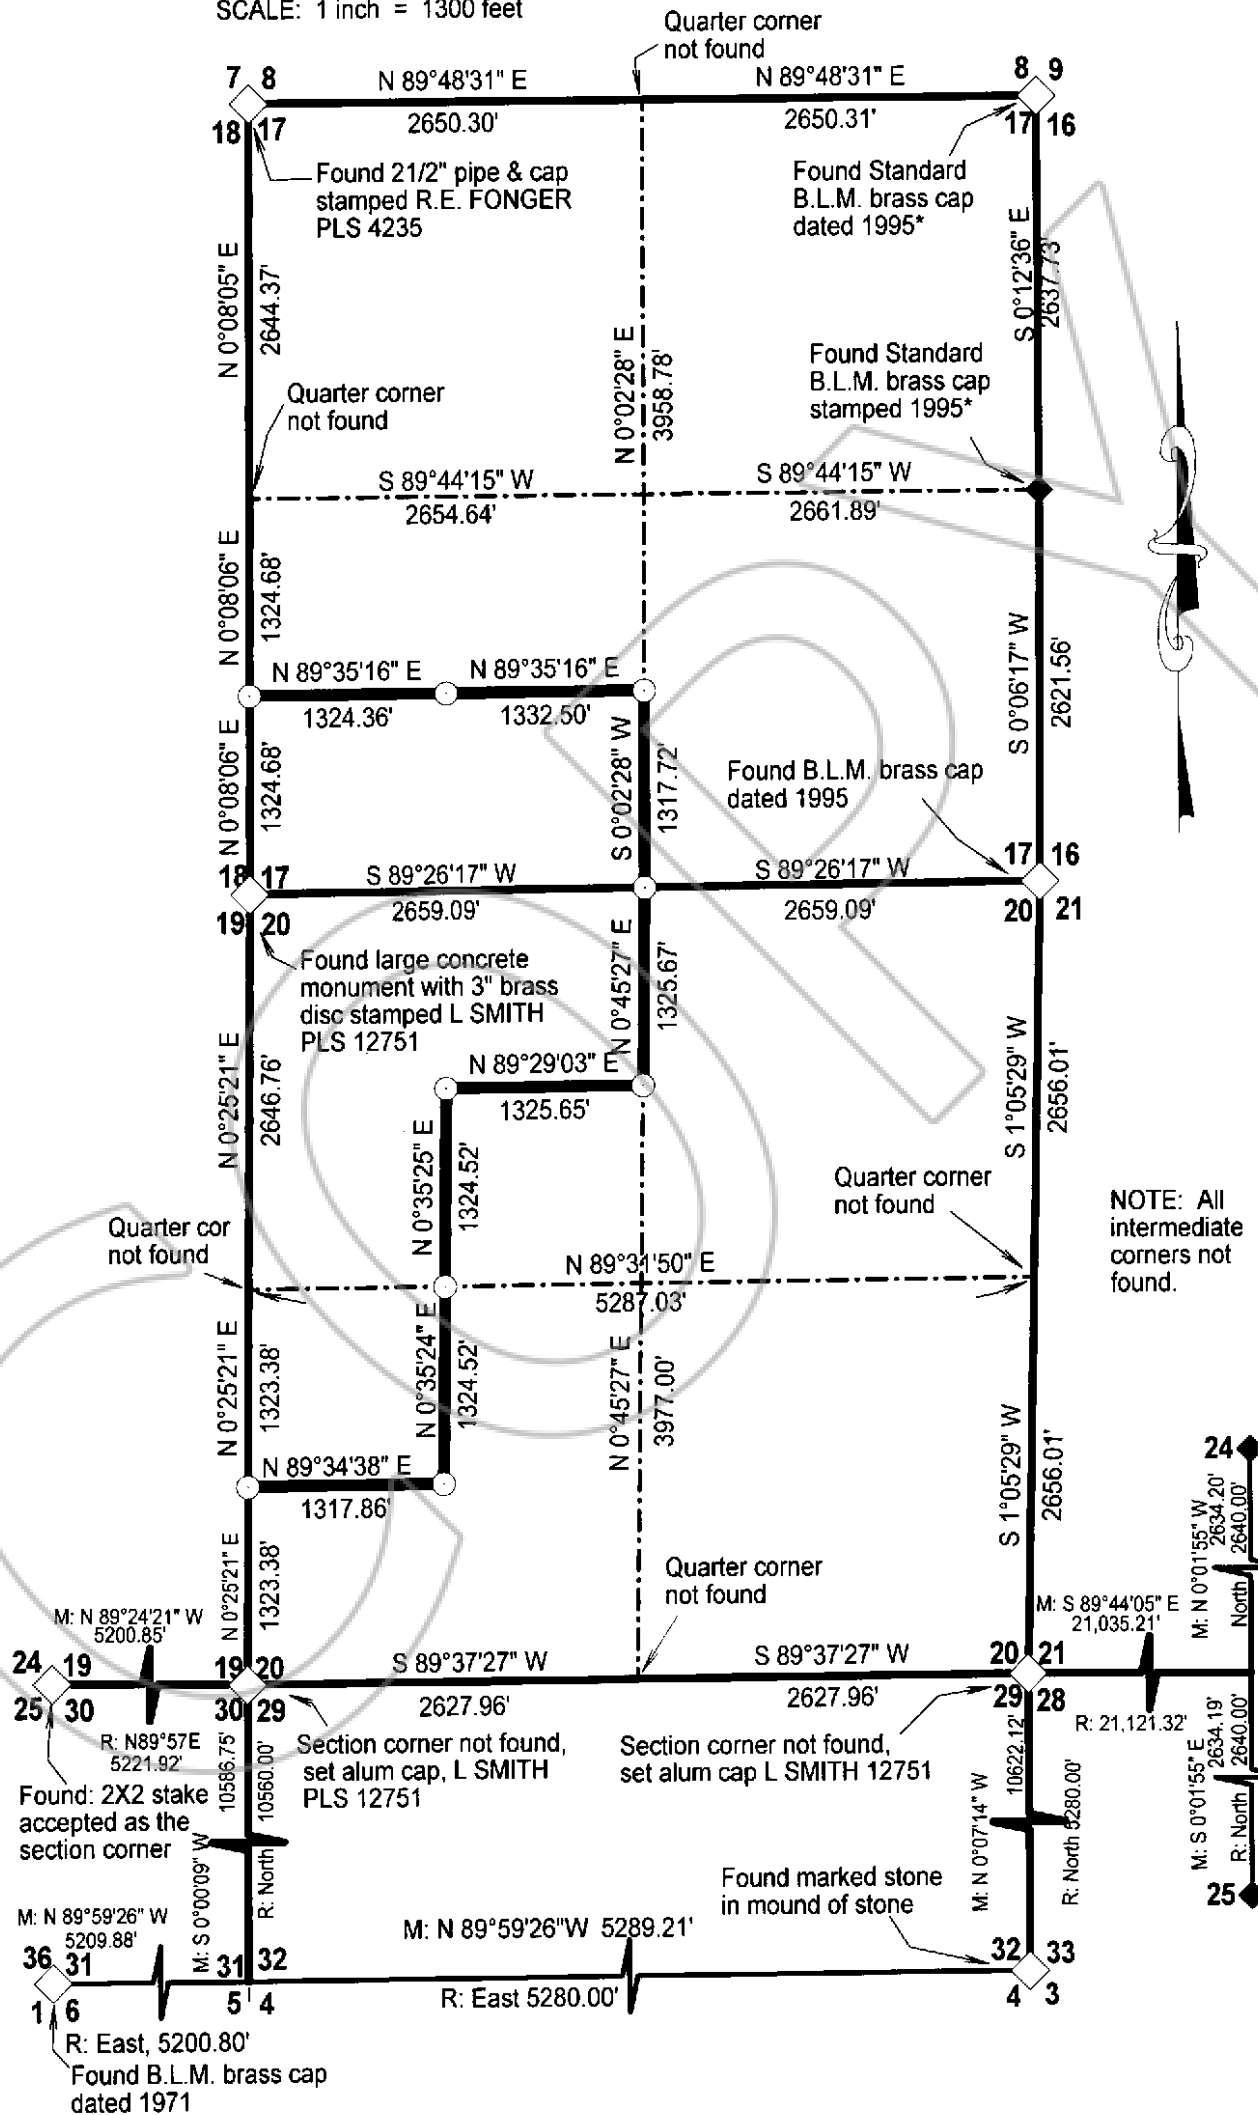 SCALE: 1 inch = 1300 feet
Quarter corner
not found
7 8
N 89°48'31" E
N 89°48'31" E
8 9
18 17
2650.30'
2650.31'
17 16
Found 21/2" pipe & cap
stamped R.E. FONGER
PLS 4235
Found Standard
B.L.M. brass cap
dated 1995*
N 0°08'05" E
2644.37'
S 0°12'36" E
2637.73'
N 0°02'28" E
3958.78'
Quarter corner
not found
Found Standard
B.L.M. brass cap
stamped 1995*
S 89°44'15" W
2654.64'
S 89°44'15" W
2661.89'
N 0°08'06" E
1324.68'
N 89°35'16" E
1324.36'
N 89°35'16" E
1332.50'
S 0°06'17" W
2621.56'
N 0°08'06" E
1324.68'
S 0°02'28" W
1317.72'
Found B.L.M. brass cap
dated 1995
18 17
S 89°26'17" W
S 89°26'17" W
17 16
19 20
2659.09'
2659.09'
20 21
Found large concrete
monument with 3" brass
disc stamped L SMITH
PLS 12751
N 0°45'27" E
1325.67'
N 0°25'21" E
2646.76'
N 89°29'03" E
1325.65'
S 1°05'29" W
2656.01'
N 0°35'25" E
1324.52'
Quarter corner
not found
NOTE: All
intermediate
corners not
found.
Quarter cor
not found
N 89°31'50" E
5287.03'
N 0°25'21" E
1323.38'
N 0°35'24" E
1324.52'
N 0°45'27" E
3977.00'
S 1°05'29" W
2656.01'
N 89°34'38" E
1317.86'
24
M: N 0°01'55" W
2634.20'
North
2640.00'
N 0°25'21" E
1323.38'
Quarter corner
not found
M: N 89°24'21" W
5200.85'
M: S 89°44'05" E
21,035.21'
24 19
19 20
S 89°37'27" W
S 89°37'27" W
20 21
25 30
30 29
2627.96'
2627.96'
29 28
R: N89°57E
5221.92'
R: 21,121.32'
Found: 2X2 stake
accepted as the
section corner
Section corner not found,
set alum cap, L SMITH
PLS 12751
Section corner not found,
set alum cap L SMITH 12751
M: S 0°00'09" W
10586.75'
R: North
10560.00'
M: N 0°07'14" W
10622.12'
R: North 5280.00'
M: S 0°01'55" E
2634.19'
R: North
2640.00'
25
Found marked stone
in mound of stone
M: N 89°59'26" W
5209.88'
M: N 89°59'26"W 5289.21'
36 31
31 32
32 33
1 6
5 4
4 3
R: East 5280.00'
R: East, 5200.80'
Found B.L.M. brass cap
dated 1971
COPY